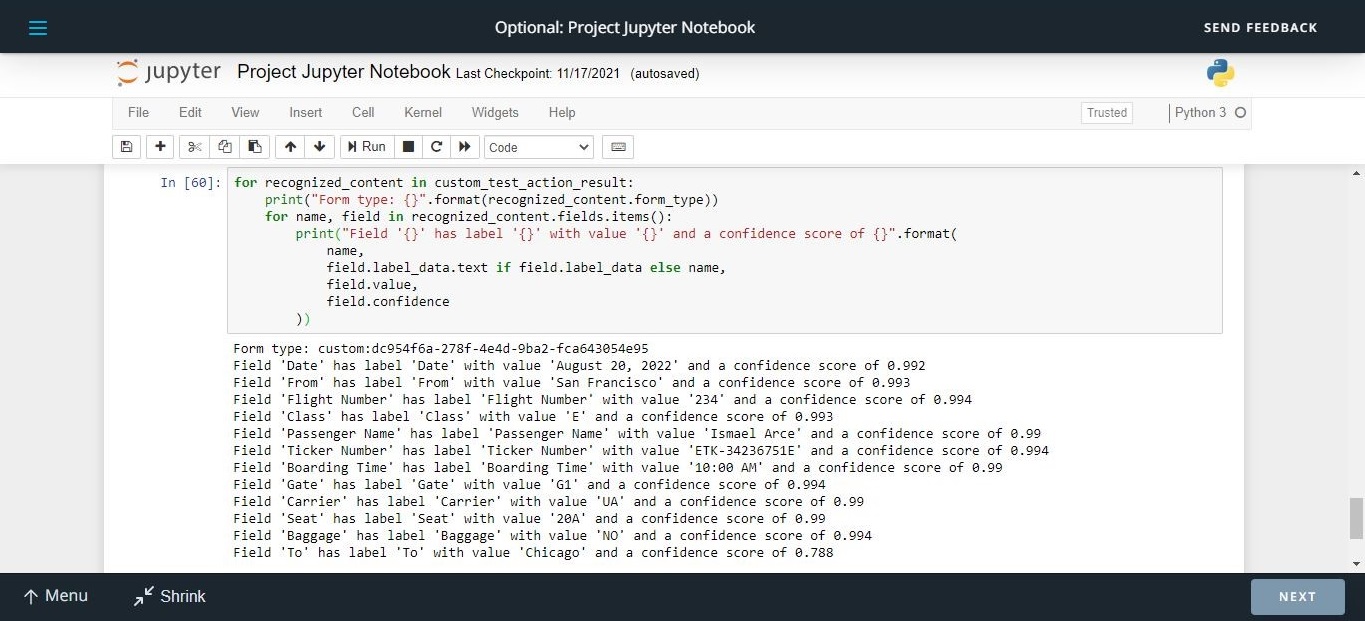 Optional: Project Jupyter Notebook
SEND FEEDBACK
jupyter Project Jupyter Notebook Last Checkpoint: 11/17/2021 (autosaved)
File Edit View Insert Cell Kernel Widgets Help Trusted Python 3
Run Code
In [60]: for recognized_content in custom_test_action_result:
    print("Form type: {}".format(recognized_content.form_type))
    for name, field in recognized_content.fields.items():
        print("Field '{}' has label '{}' with value '{}' and a confidence score of {}".format(
            name,
            field.label_data.text if field.label_data else name,
            field.value,
            field.confidence
        ))
Form type: custom:dc954f6a-278f-4e4d-9ba2-fca643054e95
Field 'Date' has label 'Date' with value 'August 20, 2022' and a confidence score of 0.992
Field 'From' has label 'From' with value 'San Francisco' and a confidence score of 0.993
Field 'Flight Number' has label 'Flight Number' with value '234' and a confidence score of 0.994
Field 'Class' has label 'Class' with value 'E' and a confidence score of 0.993
Field 'Passenger Name' has label 'Passenger Name' with value 'Ismael Arce' and a confidence score of 0.99
Field 'Ticker Number' has label 'Ticker Number' with value 'ETK-34236751E' and a confidence score of 0.994
Field 'Boarding Time' has label 'Boarding Time' with value '10:00 AM' and a confidence score of 0.99
Field 'Gate' has label 'Gate' with value 'G1' and a confidence score of 0.994
Field 'Carrier' has label 'Carrier' with value 'UA' and a confidence score of 0.99
Field 'Seat' has label 'Seat' with value '20A' and a confidence score of 0.99
Field 'Baggage' has label 'Baggage' with value 'NO' and a confidence score of 0.994
Field 'To' has label 'To' with value 'Chicago' and a confidence score of 0.788
Menu Shrink NEXT